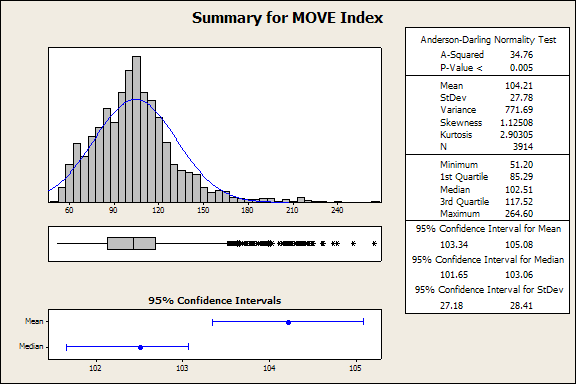 Summary for MOVE Index
60 90 120 150 180 210 240
95% Confidence Intervals
Mean
Median
102 103 104 105
Anderson-Darling Normality Test
A-Squared 34.76
P-Value < 0.005
Mean 104.21
StDev 27.78
Variance 771.69
Skewness 1.12508
Kurtosis 2.90305
N 3914
Minimum 51.20
1st Quartile 85.29
Median 102.51
3rd Quartile 117.52
Maximum 264.60
95% Confidence Interval for Mean
103.34 105.08
95% Confidence Interval for Median
101.65 103.06
95% Confidence Interval for StDev
27.18 28.41